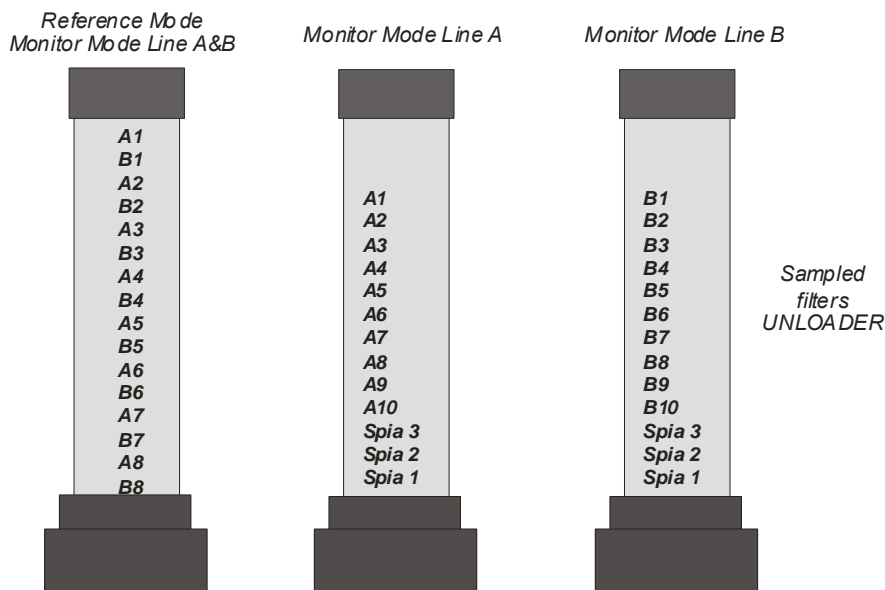 Reference Mode
Monitor Mode Line A&B
A1
B1
A2
B2
A3
B3
A4
B4
A5
B5
A6
B6
A7
B7
A8
B8
Monitor Mode Line A
A1
A2
A3
A4
A5
A6
A7
A8
A9
A10
Spia 3
Spia 2
Spia 1
Monitor Mode Line B
B1
B2
B3
B4
B5
B6
B7
B8
B9
B10
Spia 3
Spia 2
Spia 1
Sampled
filters
UNLOADER